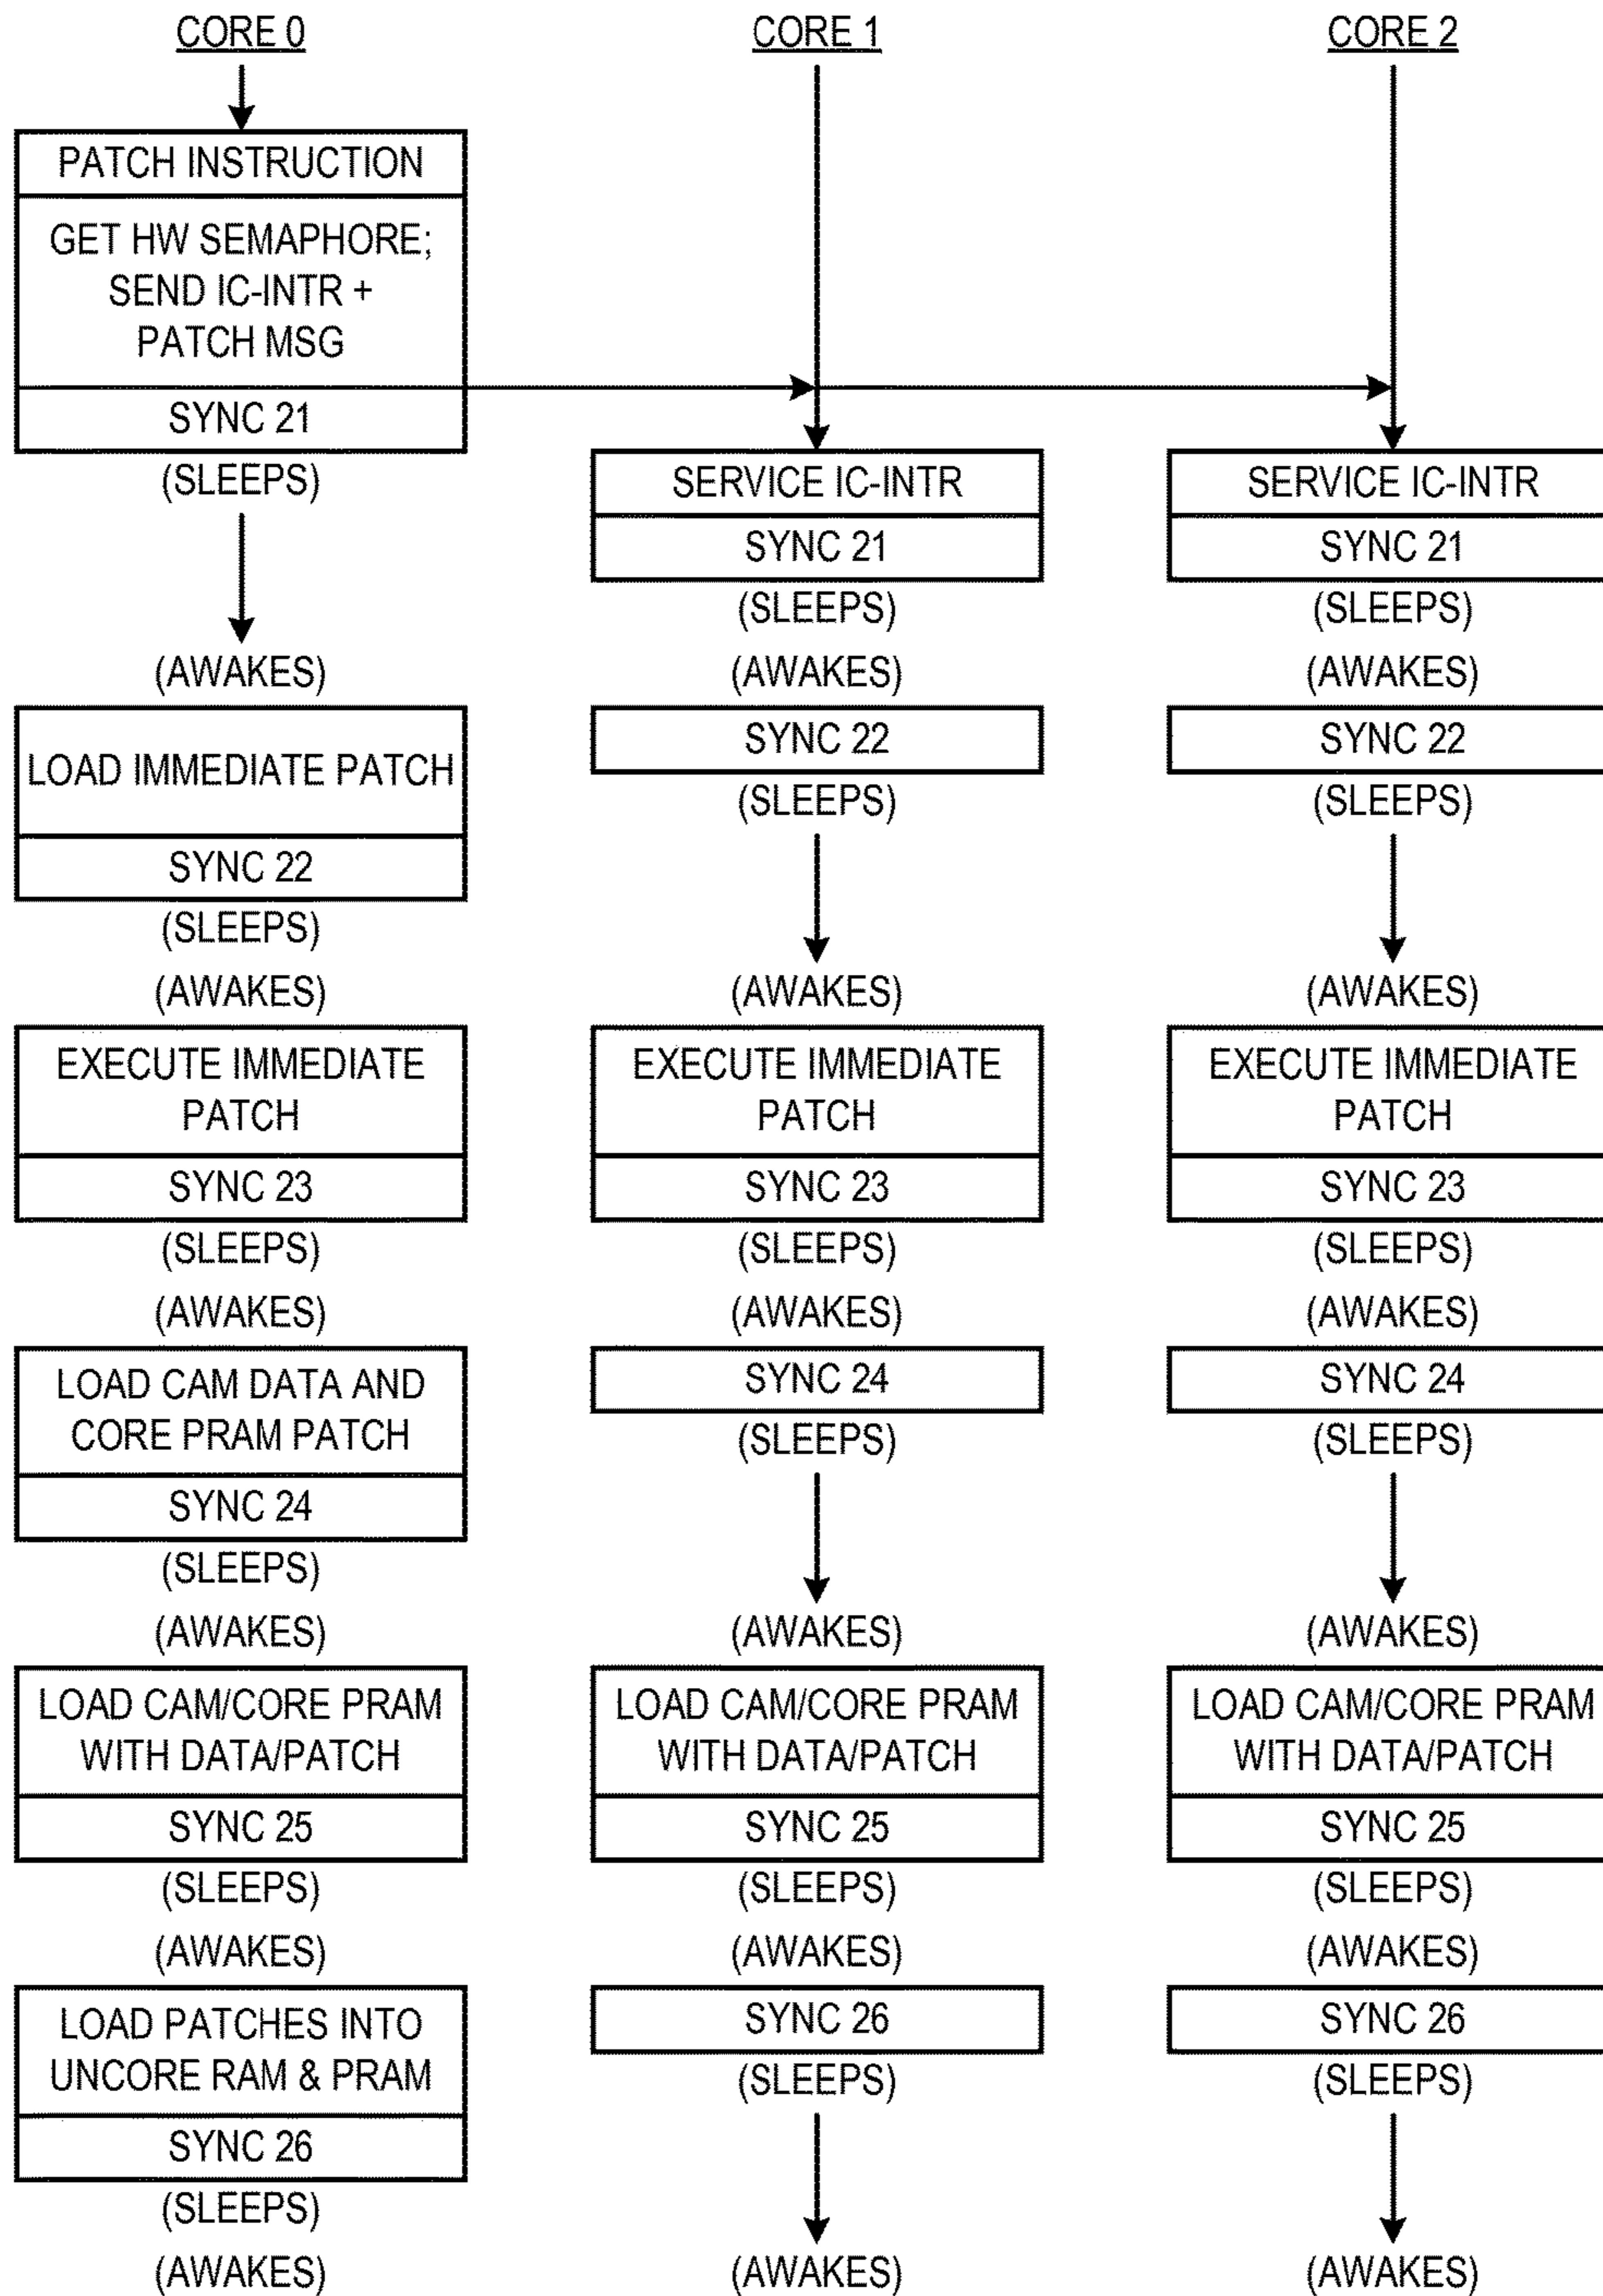 CORE 0
CORE 1
CORE 2
PATCH INSTRUCTION
GET HW SEMAPHORE;
SEND IC-INTR +
PATCH MSG
SYNC 21
(SLEEPS)
SERVICE IC-INTR
SERVICE IC-INTR
SYNC 21
SYNC 21
(SLEEPS)
(SLEEPS)
(AWAKES)
(AWAKES)
(AWAKES)
LOAD IMMEDIATE PATCH
SYNC 22
SYNC 22
SYNC 22
(SLEEPS)
(SLEEPS)
(SLEEPS)
(AWAKES)
(AWAKES)
(AWAKES)
EXECUTE IMMEDIATE
PATCH
EXECUTE IMMEDIATE
PATCH
EXECUTE IMMEDIATE
PATCH
SYNC 23
SYNC 23
SYNC 23
(SLEEPS)
(SLEEPS)
(SLEEPS)
(AWAKES)
(AWAKES)
(AWAKES)
LOAD CAM DATA AND
CORE PRAM PATCH
SYNC 24
SYNC 24
SYNC 24
(SLEEPS)
(SLEEPS)
(SLEEPS)
(AWAKES)
(AWAKES)
(AWAKES)
LOAD CAM/CORE PRAM
WITH DATA/PATCH
LOAD CAM/CORE PRAM
WITH DATA/PATCH
LOAD CAM/CORE PRAM
WITH DATA/PATCH
SYNC 25
SYNC 25
SYNC 25
(SLEEPS)
(SLEEPS)
(SLEEPS)
(AWAKES)
(AWAKES)
(AWAKES)
LOAD PATCHES INTO
UNCORE RAM & PRAM
SYNC 26
SYNC 26
SYNC 26
(SLEEPS)
(SLEEPS)
(SLEEPS)
(AWAKES)
(AWAKES)
(AWAKES)